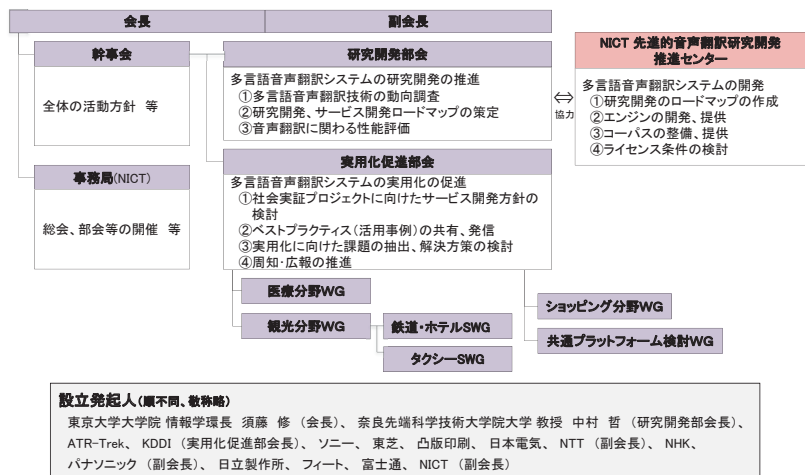 会長
副会長
幹事会
全体の活動方針 等
事務局(NICT)
総会、部会等の開催 等
研究開発部会
多言語音声翻訳システムの研究開発の推進
①多言語音声翻訳技術の動向調査
②研究開発、サービス開発ロードマップの策定
③音声翻訳に関わる性能評価
⇔
協力
NICT 先進的音声翻訳研究開発
推進センター
多言語音声翻訳システムの開発
①研究開発のロードマップの作成
②エンジンの開発、提供
③コーパスの整備、提供
④ライセンス条件の検討
実用化促進部会
多言語音声翻訳システムの実用化の促進
①社会実証プロジェクトに向けたサービス開発方針の
検討
②ベストプラクティス(活用事例)の共有、発信
③実用化に向けた課題の抽出、解決方策の検討
④周知・広報の推進
医療分野WG
観光分野WG
鉄道・ホテルSWG
タクシーSWG
ショッピング分野WG
共通プラットフォーム検討WG
設立発起人(順不同、敬称略)
東京大学大学院 情報学環長 須藤 修 (会長)、 奈良先端科学技術大学院大学 教授 中村 哲 (研究開発部会長)、
ATR-Trek、 KDDI (実用化促進部会長)、 ソニー、 東芝、 凸版印刷、 日本電気、 NTT (副会長)、 NHK、
パナソニック (副会長)、 日立製作所、 フィート、 富士通、 NICT (副会長)